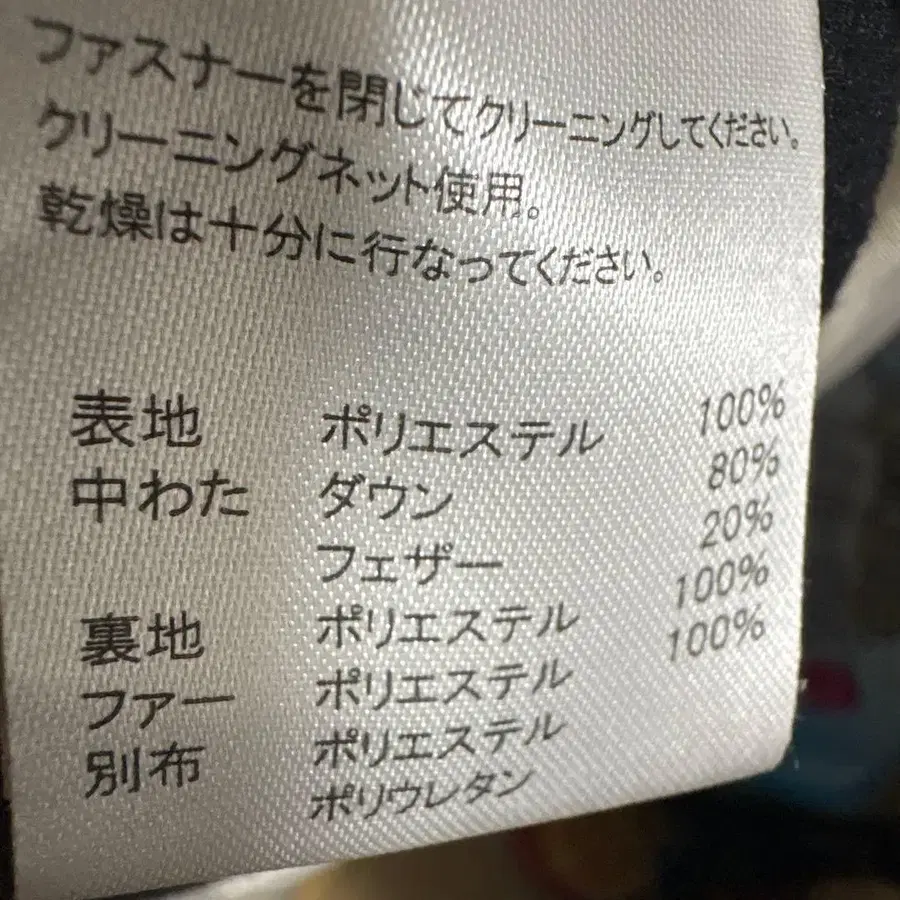 ファスナーを閉じてクリーニングしてください。
クリーニングネット使用。
乾燥は十分に行なってください。
表地 ポリエステル 100%
中わた ダウン 80%
フェザー 20%
裏地 ポリエステル 100%
ファー ポリエステル 100%
別布 ポリエステル
ポリウレタン